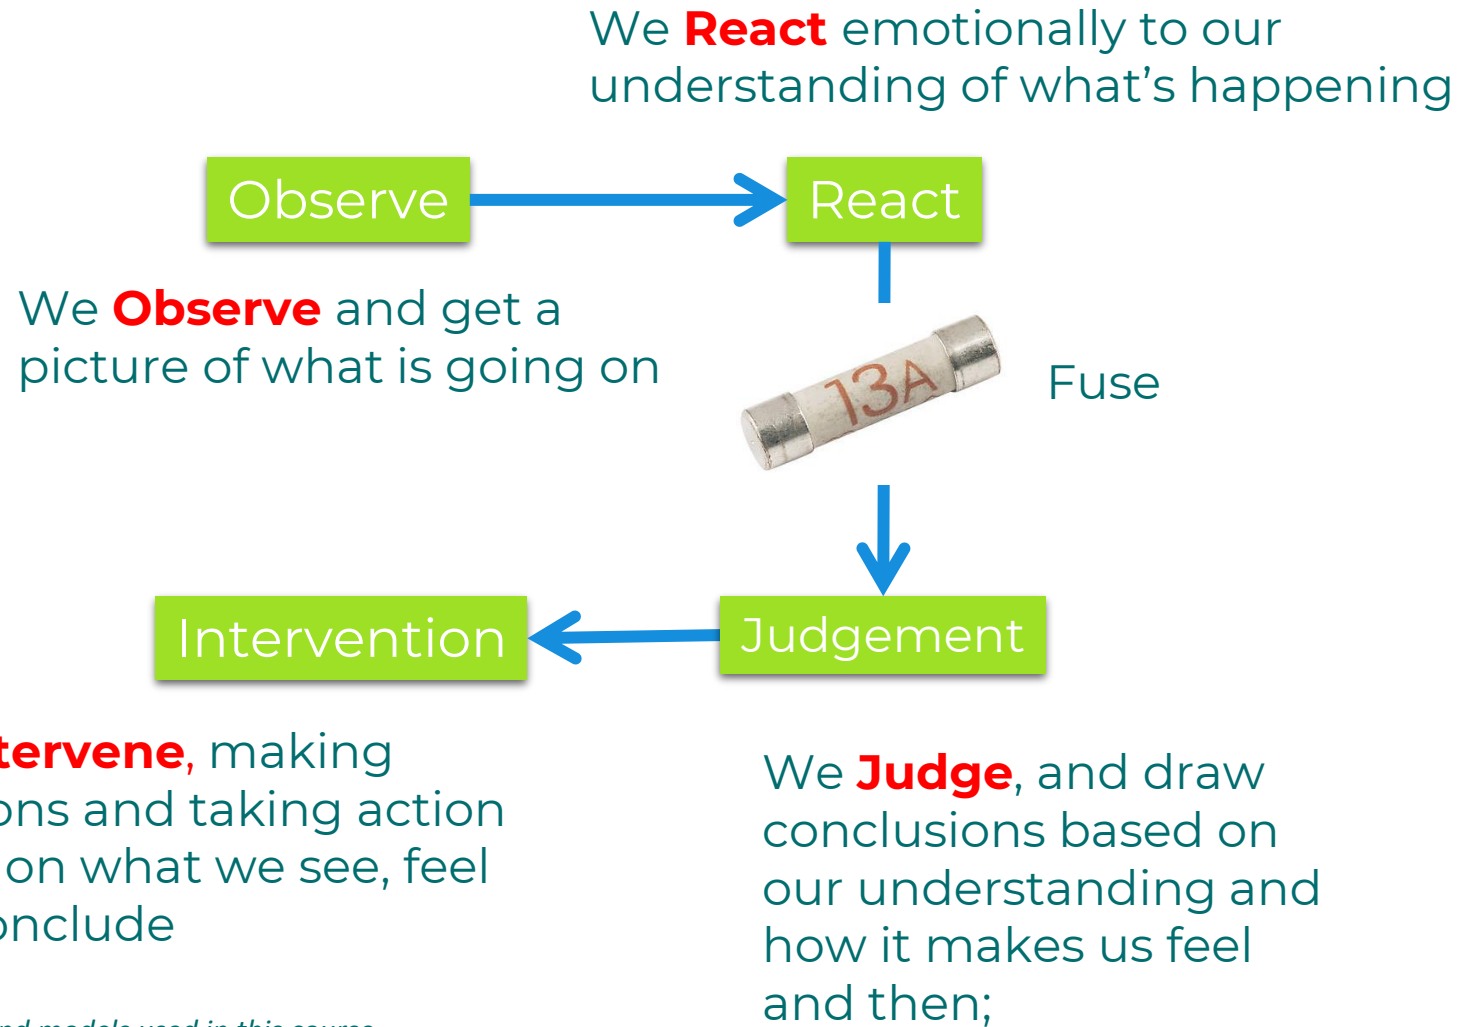 We React emotionally to our
understanding of what's happening
Observe
React
We Observe and get a
picture of what is going on
13A
Fuse
Intervention
Judgement
tervene, making
ons and taking action
on what we see, feel
onclude
We Judge, and draw
conclusions based on
our understanding and
how it makes us feel
and then;